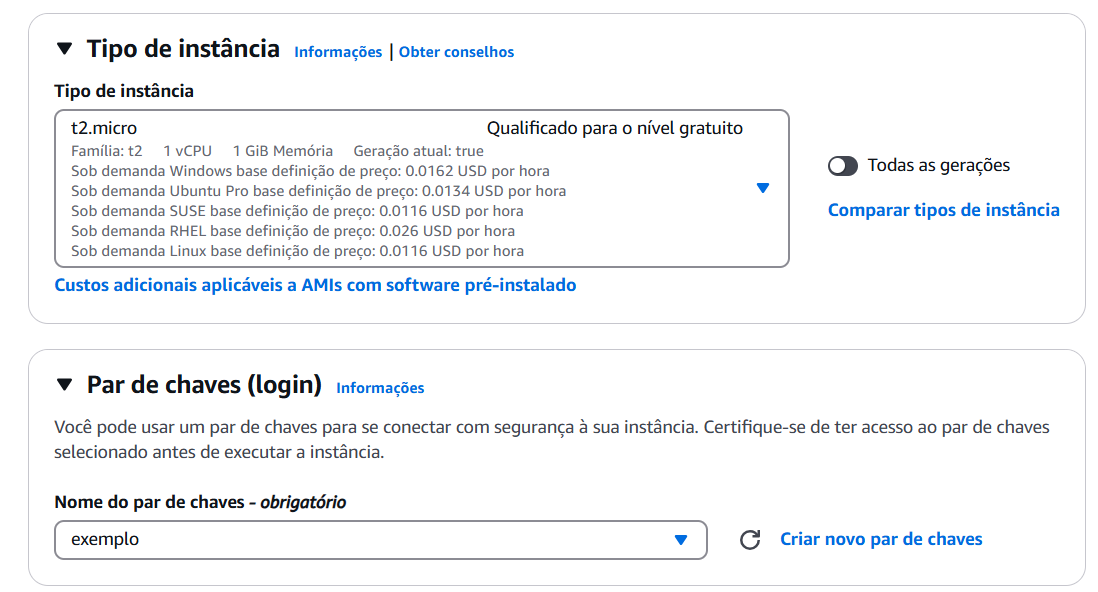 Tipo de instância Informações | Obter conselhos
Tipo de instância
t2.micro Qualificado para o nível gratuito
Família: t2 1 vCPU 1 GiB Memória Geração atual: true
Sob demanda Windows base definição de preço: 0.0162 USD por hora
Sob demanda Ubuntu Pro base definição de preço: 0.0134 USD por hora
Sob demanda SUSE base definição de preço: 0.0116 USD por hora
Sob demanda RHEL base definição de preço: 0.026 USD por hora
Sob demanda Linux base definição de preço: 0.0116 USD por hora
Todas as gerações
Comparar tipos de instância
Custos adicionais aplicáveis a AMIs com software pré-instalado
Par de chaves (login) Informações
Você pode usar um par de chaves para se conectar com segurança à sua instância. Certifique-se de ter acesso ao par de chaves
selecionado antes de executar a instância.
Nome do par de chaves - obrigatório
exemplo
Criar novo par de chaves